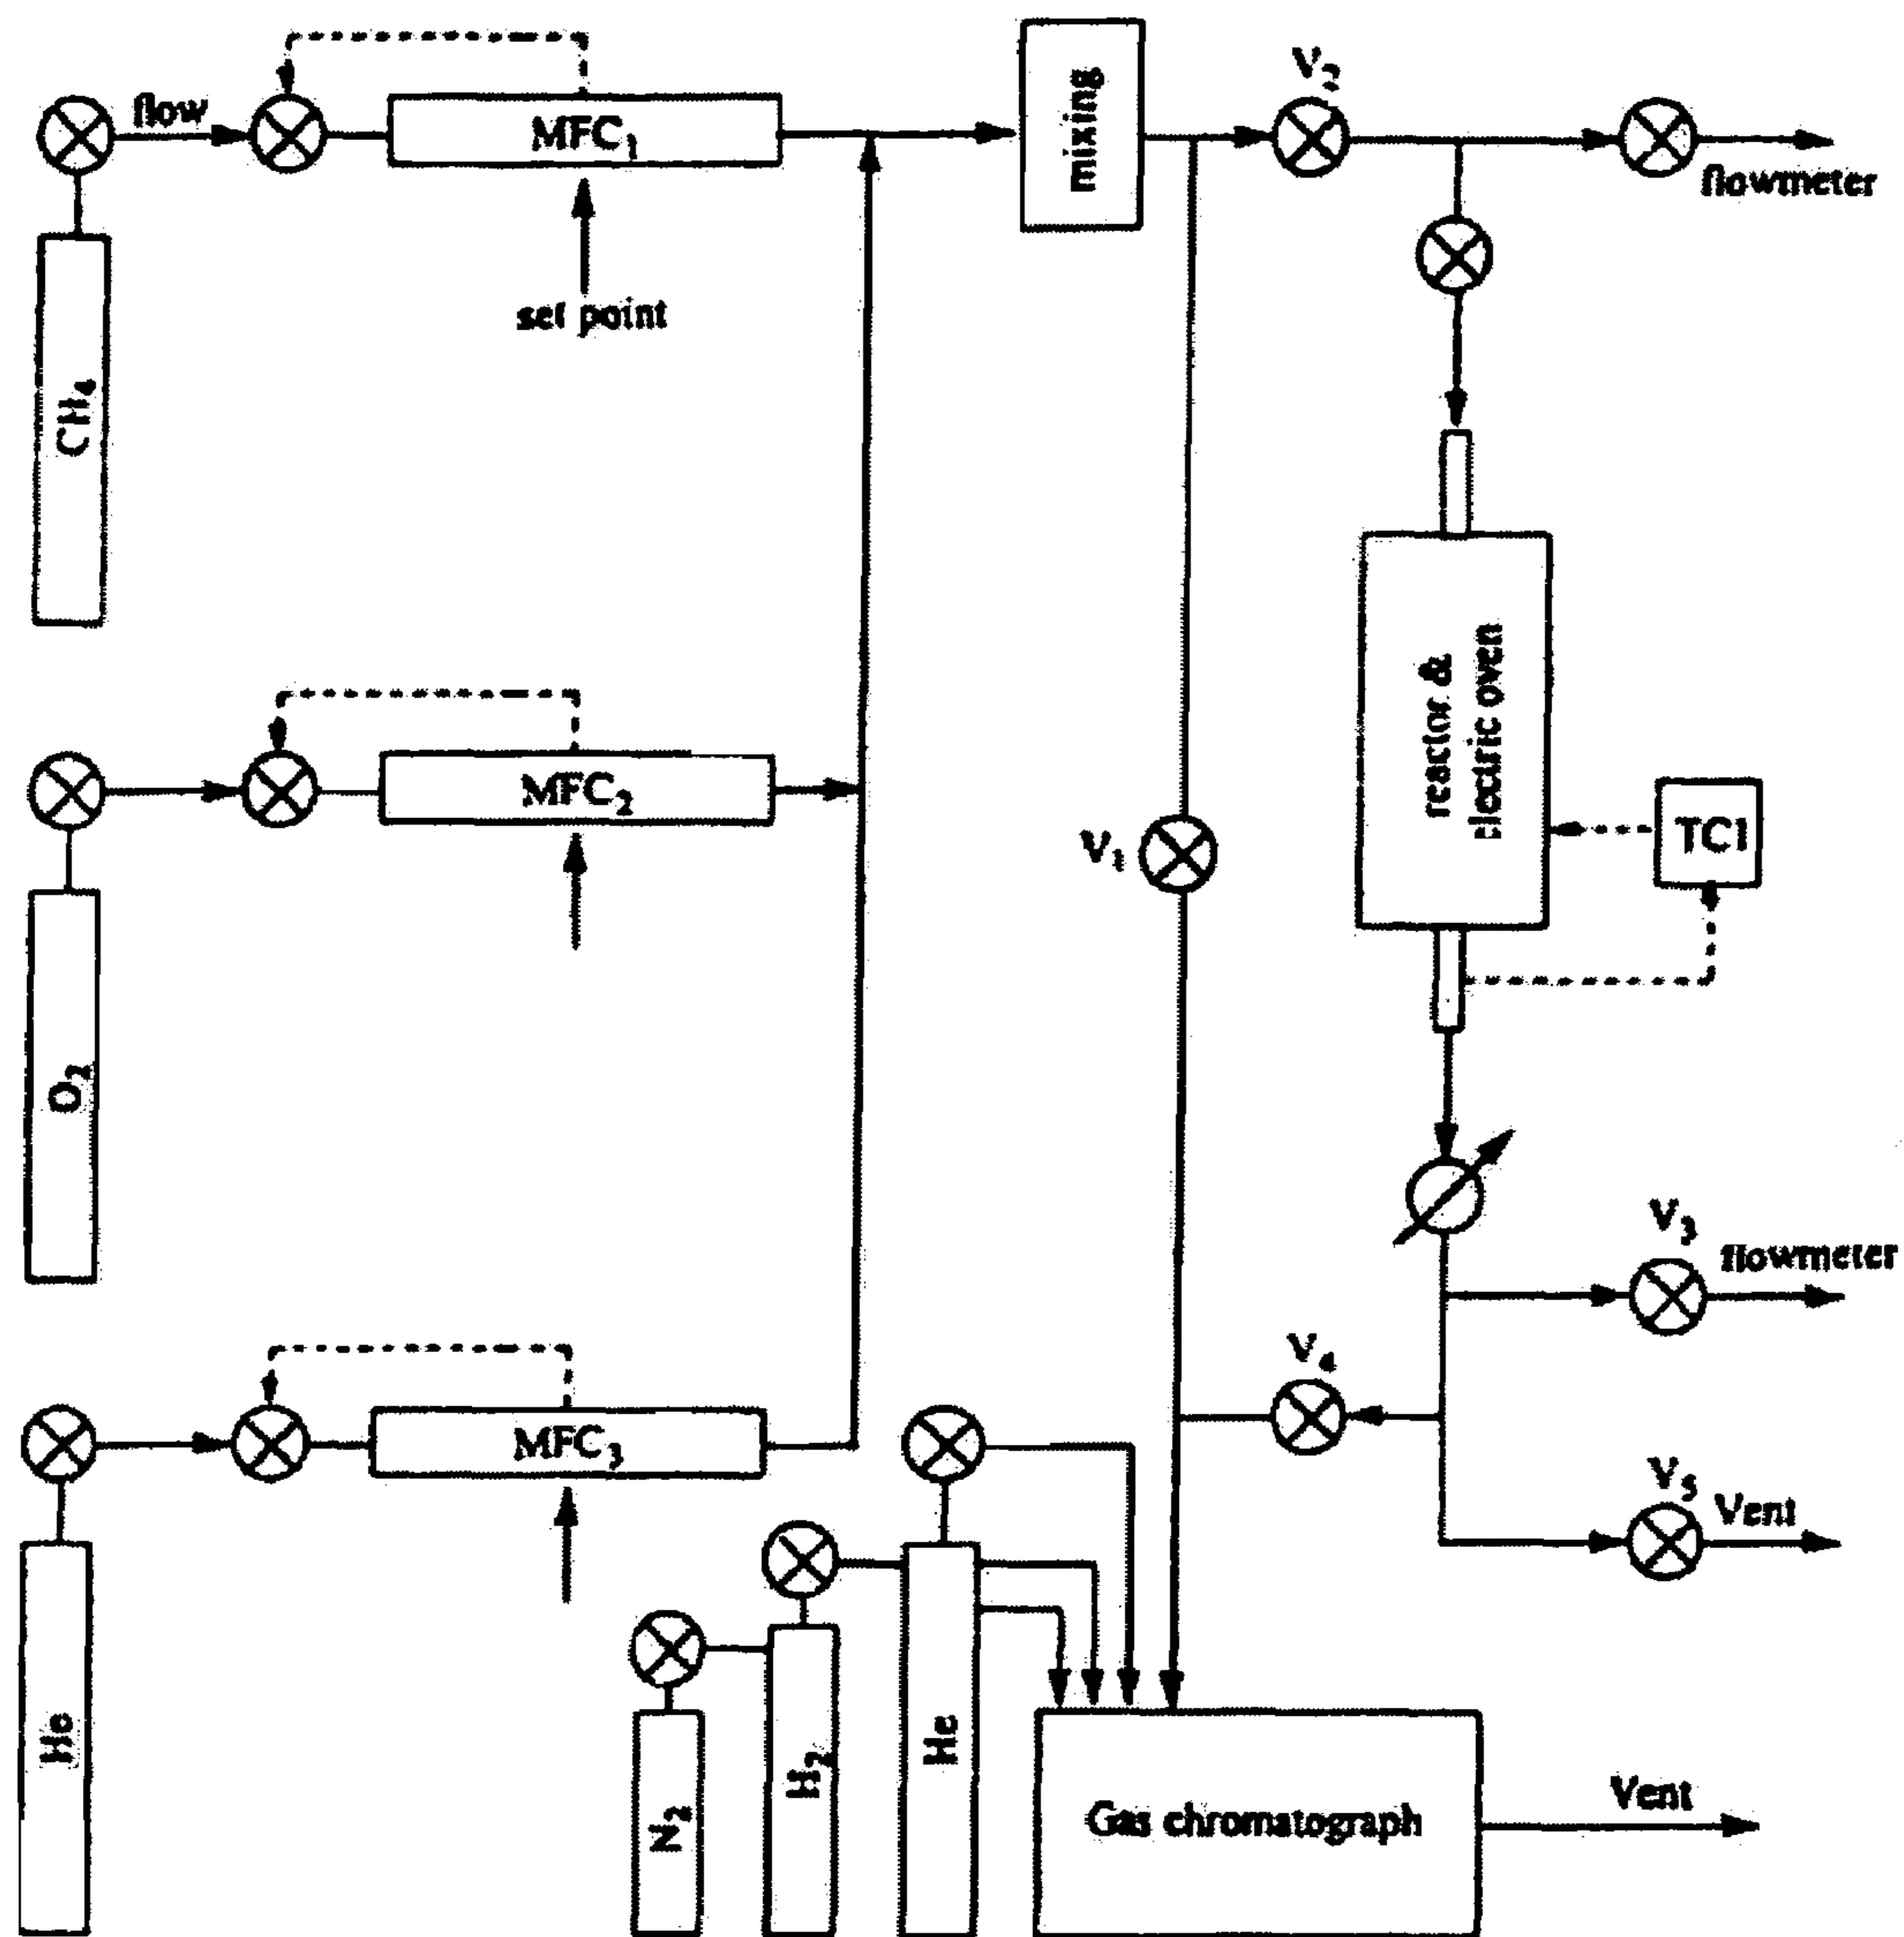 flow
MFC₁
set point
CH₄
mixing
V₂
flowmeter
reactor &
electric oven
TC1
MFC₂
O₂
V₁
V₃
flowmeter
V₄
V₅
Vent
MFC₃
He
N₂
H₂
He
Gas chromatograph
Vent